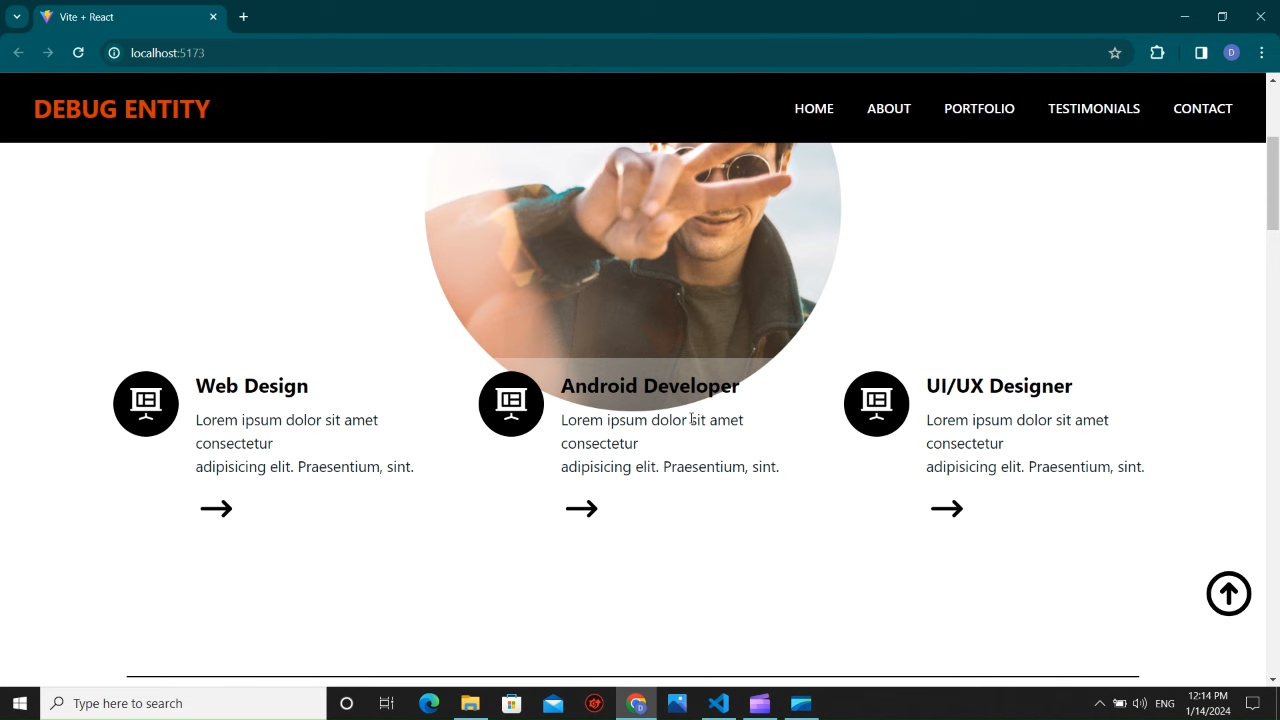 Vite + React
localhost:5173
D
DEBUG ENTITY
HOME ABOUT PORTFOLIO TESTIMONIALS CONTACT
Web Design
Lorem ipsum dolor sit amet
consectetur
adipisicing elit. Praesentium, sint.
Android Developer
Lorem ipsum dolor sit amet
consectetur
adipisicing elit. Praesentium, sint.
UI/UX Designer
Lorem ipsum dolor sit amet
consectetur
adipisicing elit. Praesentium, sint.
Type here to search
ENG
12:14 PM
1/14/2024